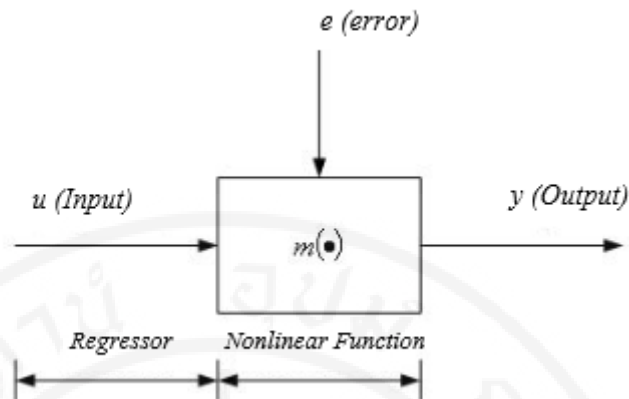 e (error)
u (Input)
y (Output)
m(•)
Regressor
Nonlinear Function